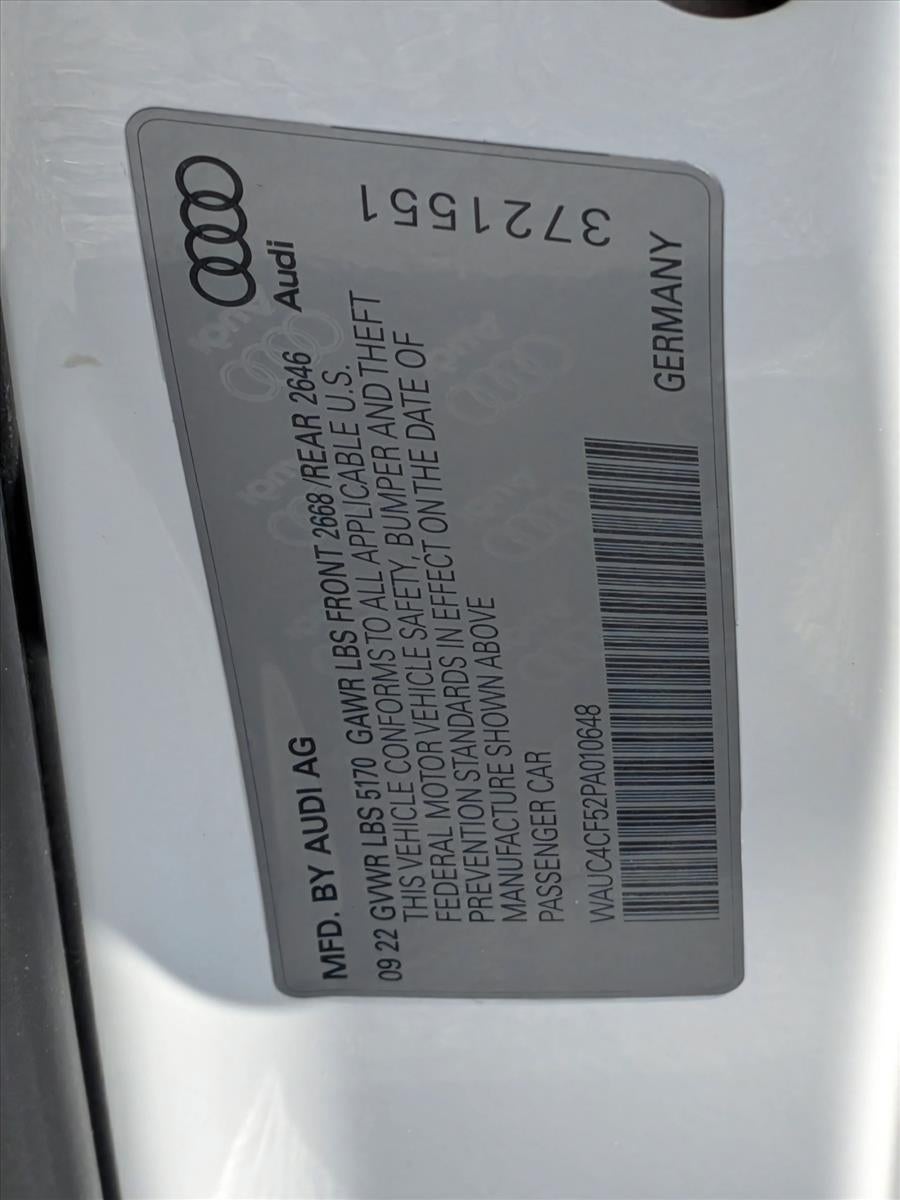 MFD. BY AUDI AG
Audi
09 22 GVWR LBS 5170 GAWR LBS FRONT 2668 /REAR 2646
THIS VEHICLE CONFORMS TO ALL APPLICABLE U.S.
FEDERAL MOTOR VEHICLE SAFETY, BUMPER AND THEFT
PREVENTION STANDARDS IN EFFECT ON THE DATE OF
MANUFACTURE SHOWN ABOVE
PASSENGER CAR
WAUC4CF52PA010648
3721551
GERMANY